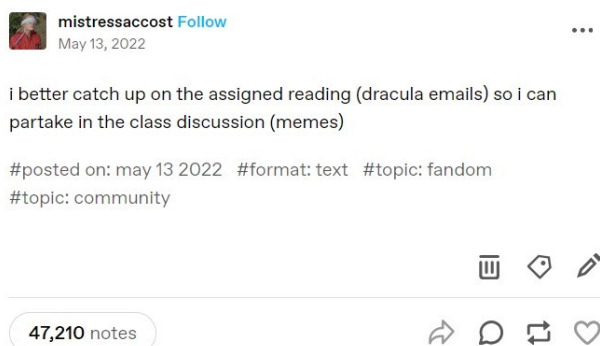 mistressaccost Follow
May 13, 2022
i better catch up on the assigned reading (dracula emails) so i can
partake in the class discussion (memes)
#posted on: may 13 2022 #format: text #topic: fandom
#topic: community
47,210 notes